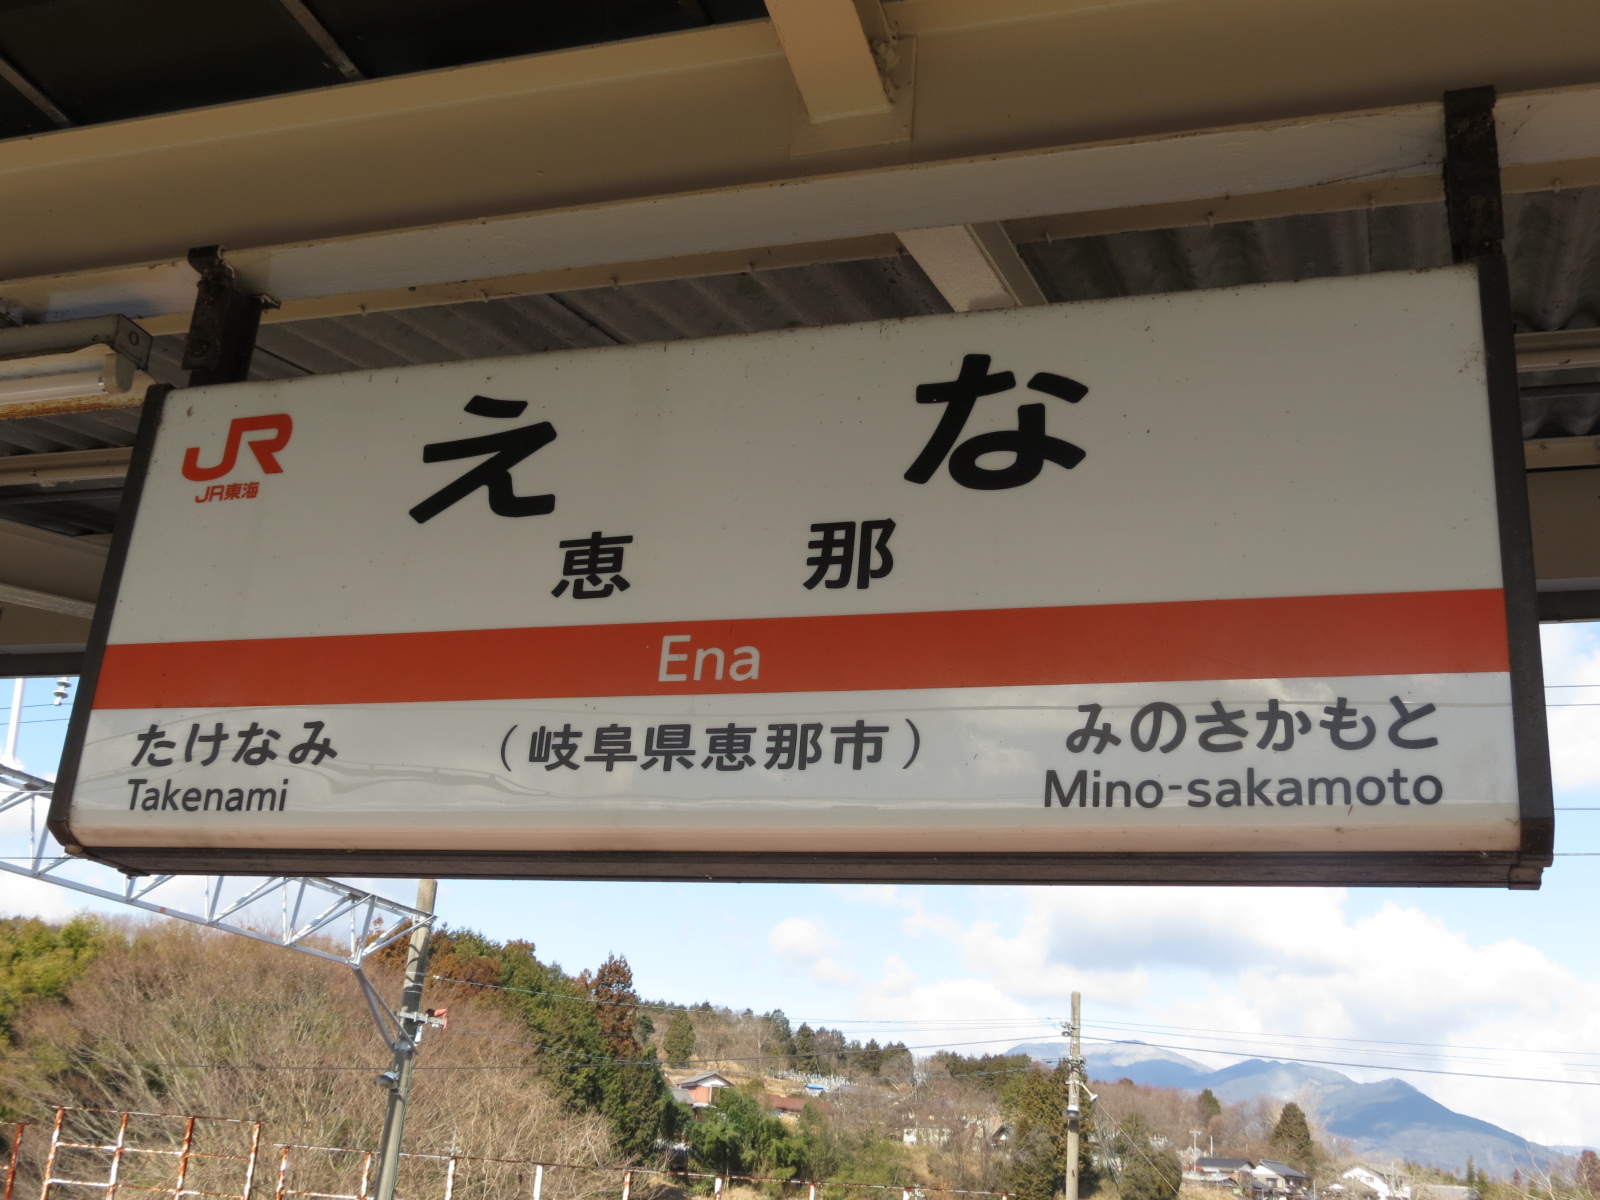 JR
JR東海
えな
恵那
Ena
たけなみ
Takenami
（岐阜県恵那市）
みのさかもと
Mino-sakamoto